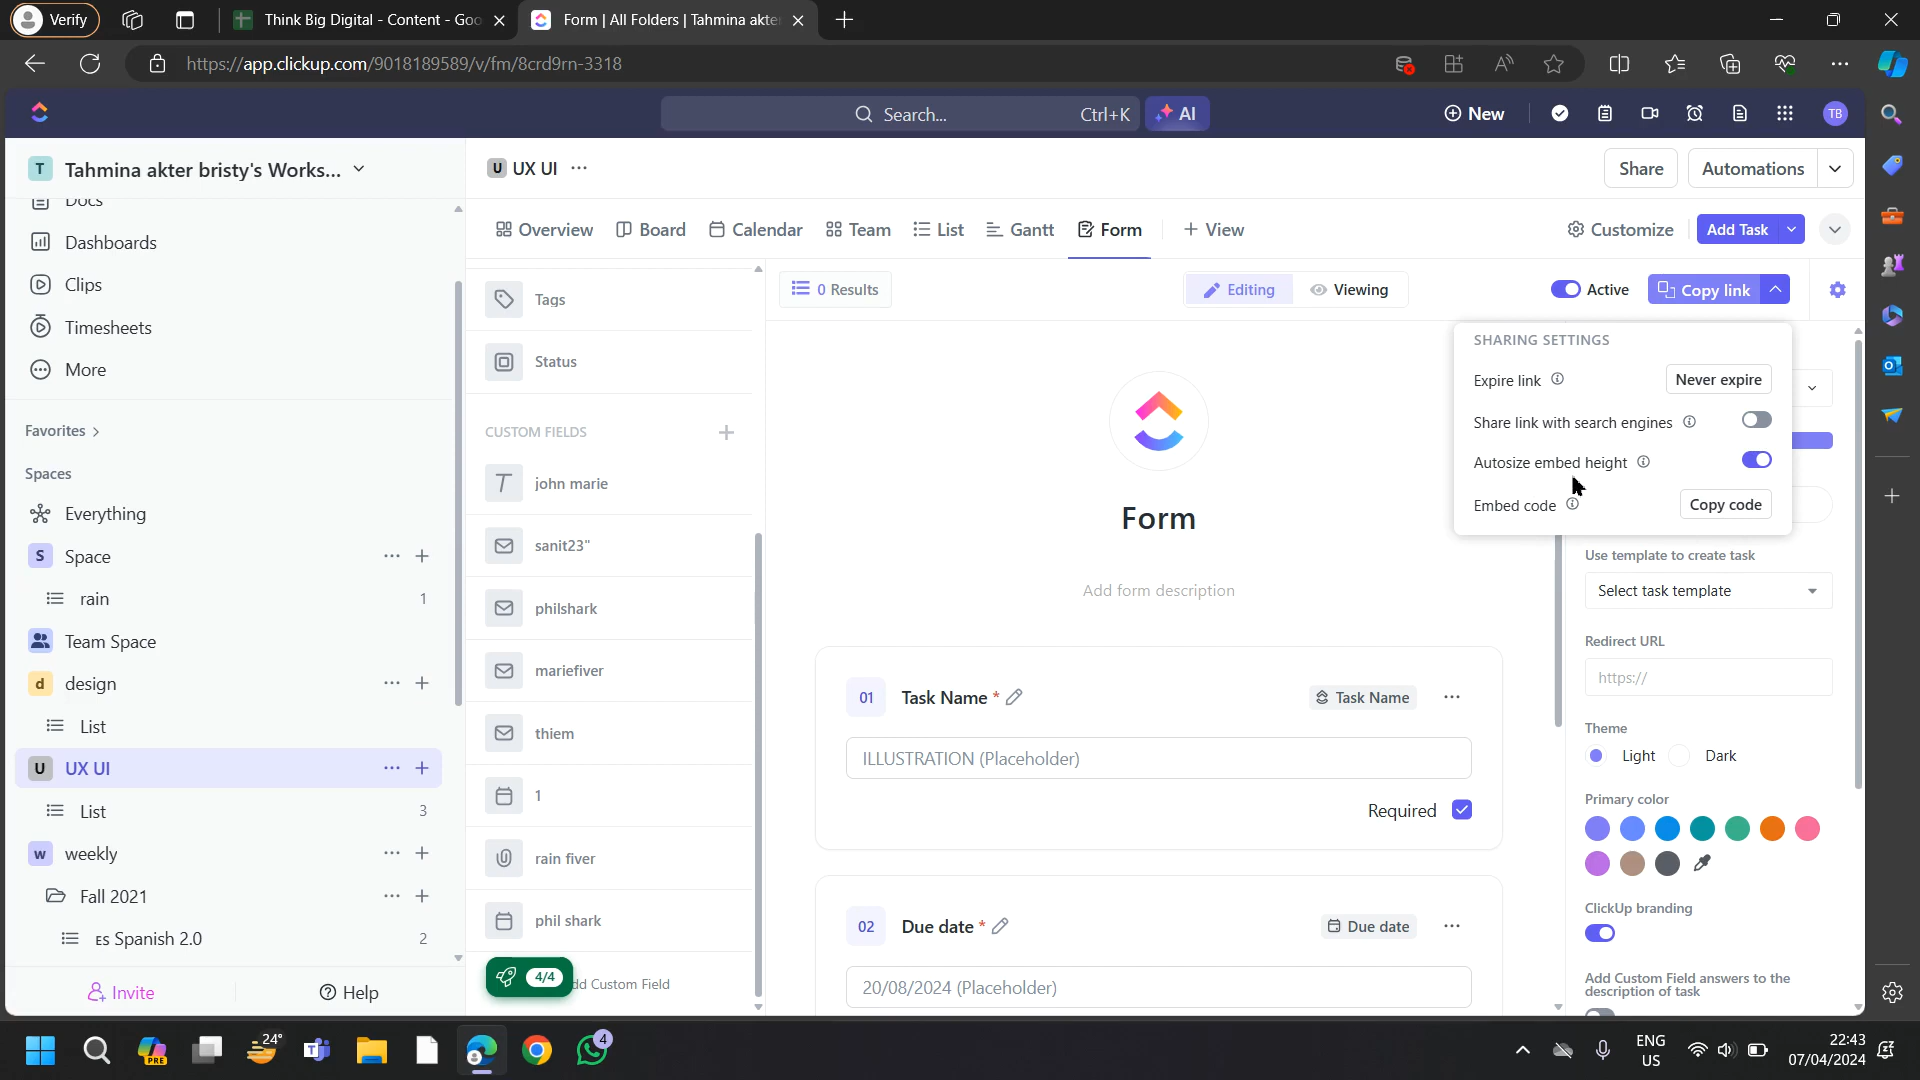 Verify
Think Big Digital - Content - Goo
Form | All Folders | Tahmina akte
https://app.clickup.com/9018189589/v/fm/8crd9rn-3318
Search...
Ctrl+K
AI
New
TB
T
Tahmina akter bristy's Works...
U
UX UI
Share
Automations
Docs
Dashboards
Clips
Timesheets
More
Favorites
Spaces
Everything
S
Space
rain
1
Team Space
d
design
List
U
UX UI
List
3
w
weekly
Fall 2021
ES Spanish 2.0
2
Invite
Help
Overview
Board
Calendar
Team
List
Gantt
Form
View
Customize
Add Task
Tags
Status
CUSTOM FIELDS
T
john marie
sanit23"
philshark
mariefiver
thiem
1
rain fiver
phil shark
4/4
dd Custom Field
0 Results
Editing
Viewing
Active
Copy link
Form
Add form description
01
Task Name *
Task Name
ILLUSTRATION (Placeholder)
Required
02
Due date *
Due date
20/08/2024 (Placeholder)
SHARING SETTINGS
Expire link
Never expire
Share link with search engines
Autosize embed height
Embed code
Copy code
Use template to create task
Select task template
Redirect URL
https://
Theme
Light
Dark
Primary color
ClickUp branding
Add Custom Field answers to the
description of task
PRE
24°
4
ENG
US
22:43
07/04/2024